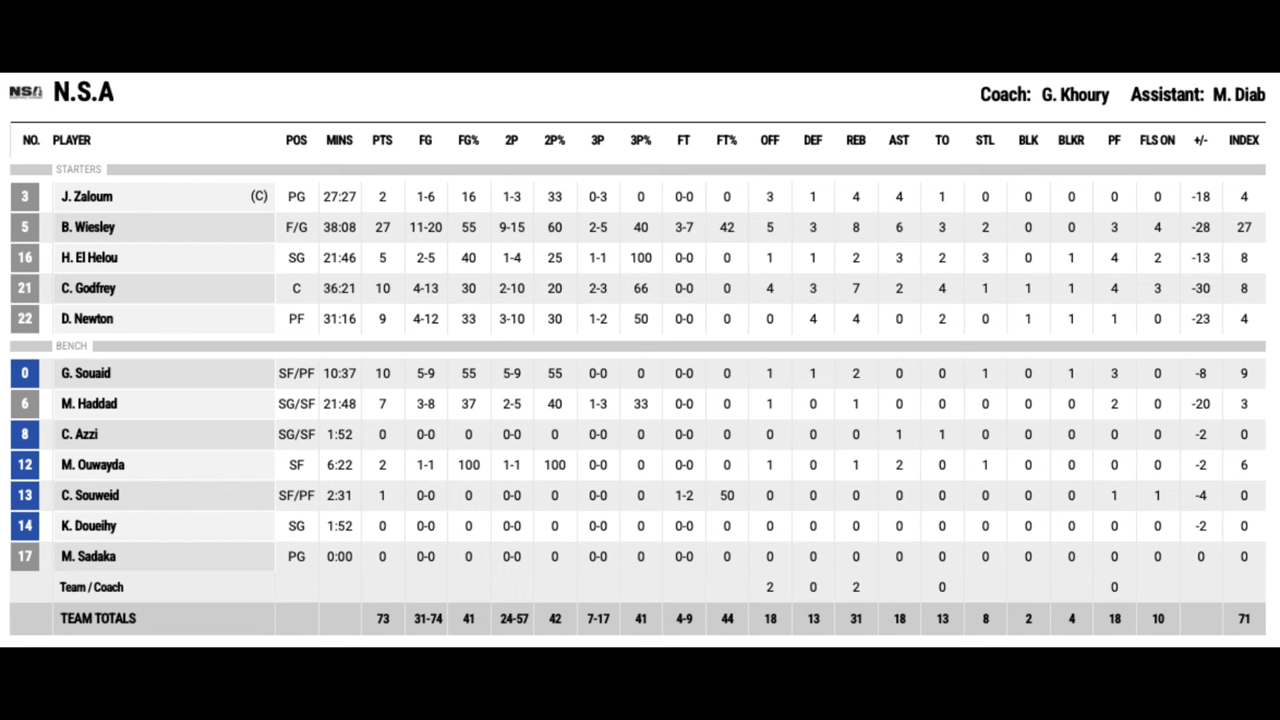 NSA N.S.A Coach: G. Khoury Assistant: M. Diab
NO. PLAYER POS MINS PTS FG FG% 2P 2P% 3P 3P% FT FT% OFF DEF REB AST TO STL BLK BLKR PF FLS ON +/- INDEX
STARTERS
3 J. Zaloum (C) PG 27:27 2 1-6 16 1-3 33 0-3 0 0-0 0 3 1 4 4 1 0 0 0 0 0 -18 4
5 B. Wiesley F/G 38:08 27 11-20 55 9-15 60 2-5 40 3-7 42 5 3 8 6 3 2 0 0 3 4 -28 27
16 H. El Helou SG 21:46 5 2-5 40 1-4 25 1-1 100 0-0 0 1 1 2 3 2 3 0 1 4 2 -13 8
21 C. Godfrey C 36:21 10 4-13 30 2-10 20 2-3 66 0-0 0 4 3 7 2 4 1 1 1 4 3 -30 8
22 D. Newton PF 31:16 9 4-12 33 3-10 30 1-2 50 0-0 0 0 4 4 0 2 0 1 1 1 0 -23 4
BENCH
0 G. Souaid SF/PF 10:37 10 5-9 55 5-9 55 0-0 0 0-0 0 1 1 2 0 0 1 0 1 3 0 -8 9
6 M. Haddad SG/SF 21:48 7 3-8 37 2-5 40 1-3 33 0-0 0 1 0 1 0 0 0 0 0 2 0 -20 3
8 C. Azzi SG/SF 1:52 0 0-0 0 0-0 0 0-0 0 0-0 0 0 0 0 1 1 0 0 0 0 0 -2 0
12 M. Ouwayda SF 6:22 2 1-1 100 1-1 100 0-0 0 0-0 0 1 0 1 2 0 1 0 0 0 0 -2 6
13 C. Souweid SF/PF 2:31 1 0-0 0 0-0 0 0-0 0 1-2 50 0 0 0 0 0 0 0 0 1 1 -4 0
14 K. Doueihy SG 1:52 0 0-0 0 0-0 0 0-0 0 0-0 0 0 0 0 0 0 0 0 0 0 0 -2 0
17 M. Sadaka PG 0:00 0 0-0 0 0-0 0 0-0 0 0-0 0 0 0 0 0 0 0 0 0 0 0 0 0
Team / Coach 2 0 2 0 0
TEAM TOTALS 73 31-74 41 24-57 42 7-17 41 4-9 44 18 13 31 18 13 8 2 4 18 10 71